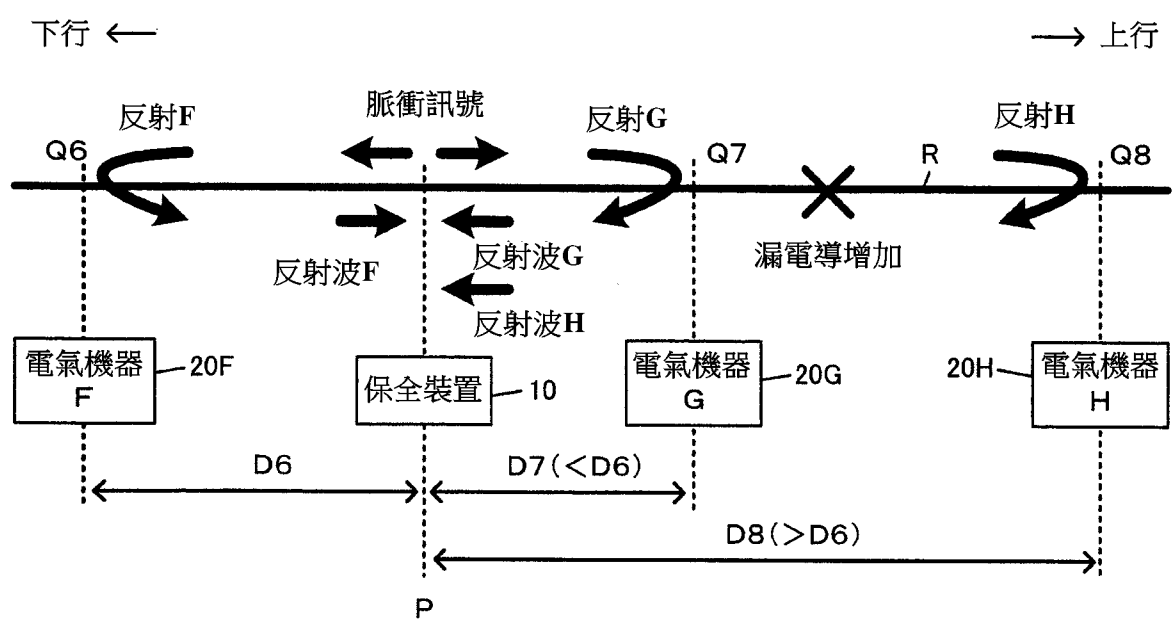 下行 ←
→ 上行
脈衝訊號
反射F
反射G
反射H
Q6
Q7
R
Q8
反射波F
反射波G
漏電導增加
反射波H
電氣機器
F
20F
保全裝置
10
電氣機器
G
20G
20H
電氣機器
H
D6
D7(<D6)
D8(>D6)
P